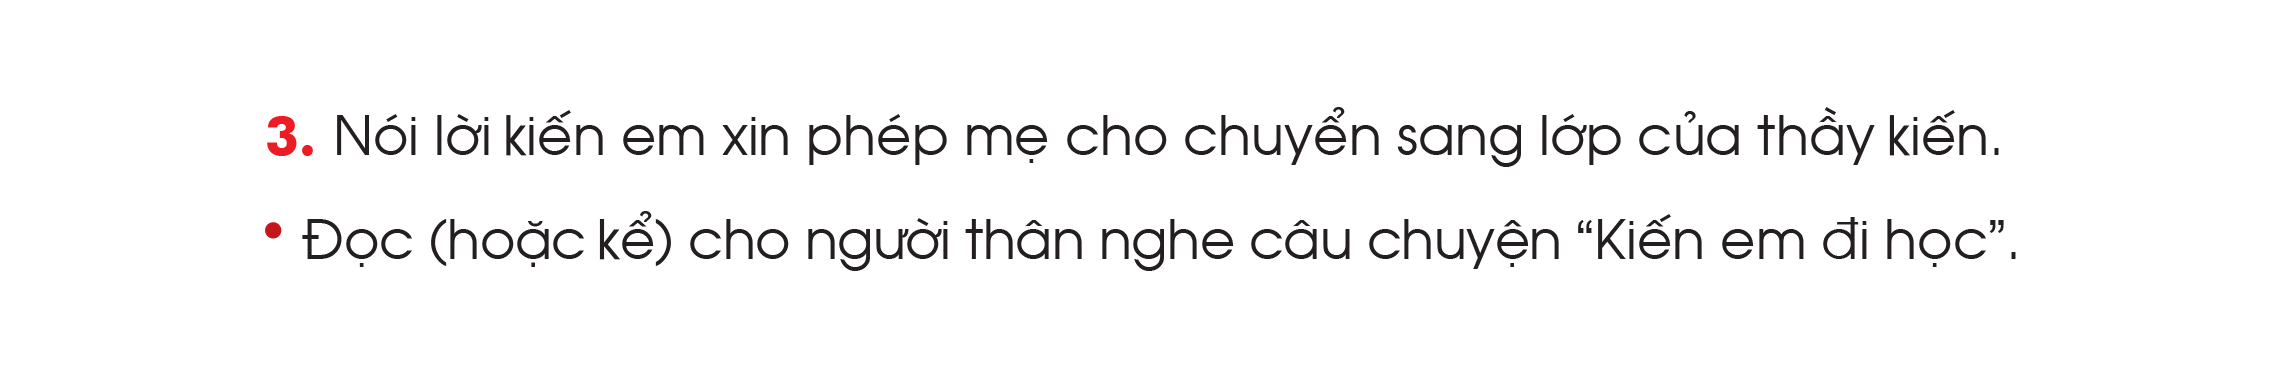 3. Nói lời kiến em xin phép mẹ cho chuyển sang lớp của thầy kiến.
• Đọc (hoặc kể) cho người thân nghe câu chuyện “Kiến em đi học”.